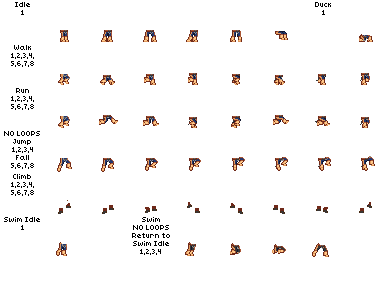 Idle
1
Duck
1
Walk
1,2,3,4,
5,6,7,8
Run
1,2,3,4,
5,6,7,8
NO LOOPS
Jump
1,2,3,4
Fall
5,6,7,8
Climb
1,2,3,4,
5,6,7,8
Swim Idle
1
Swim
NO LOOPS
Return to
Swim Idle
1,2,3,4